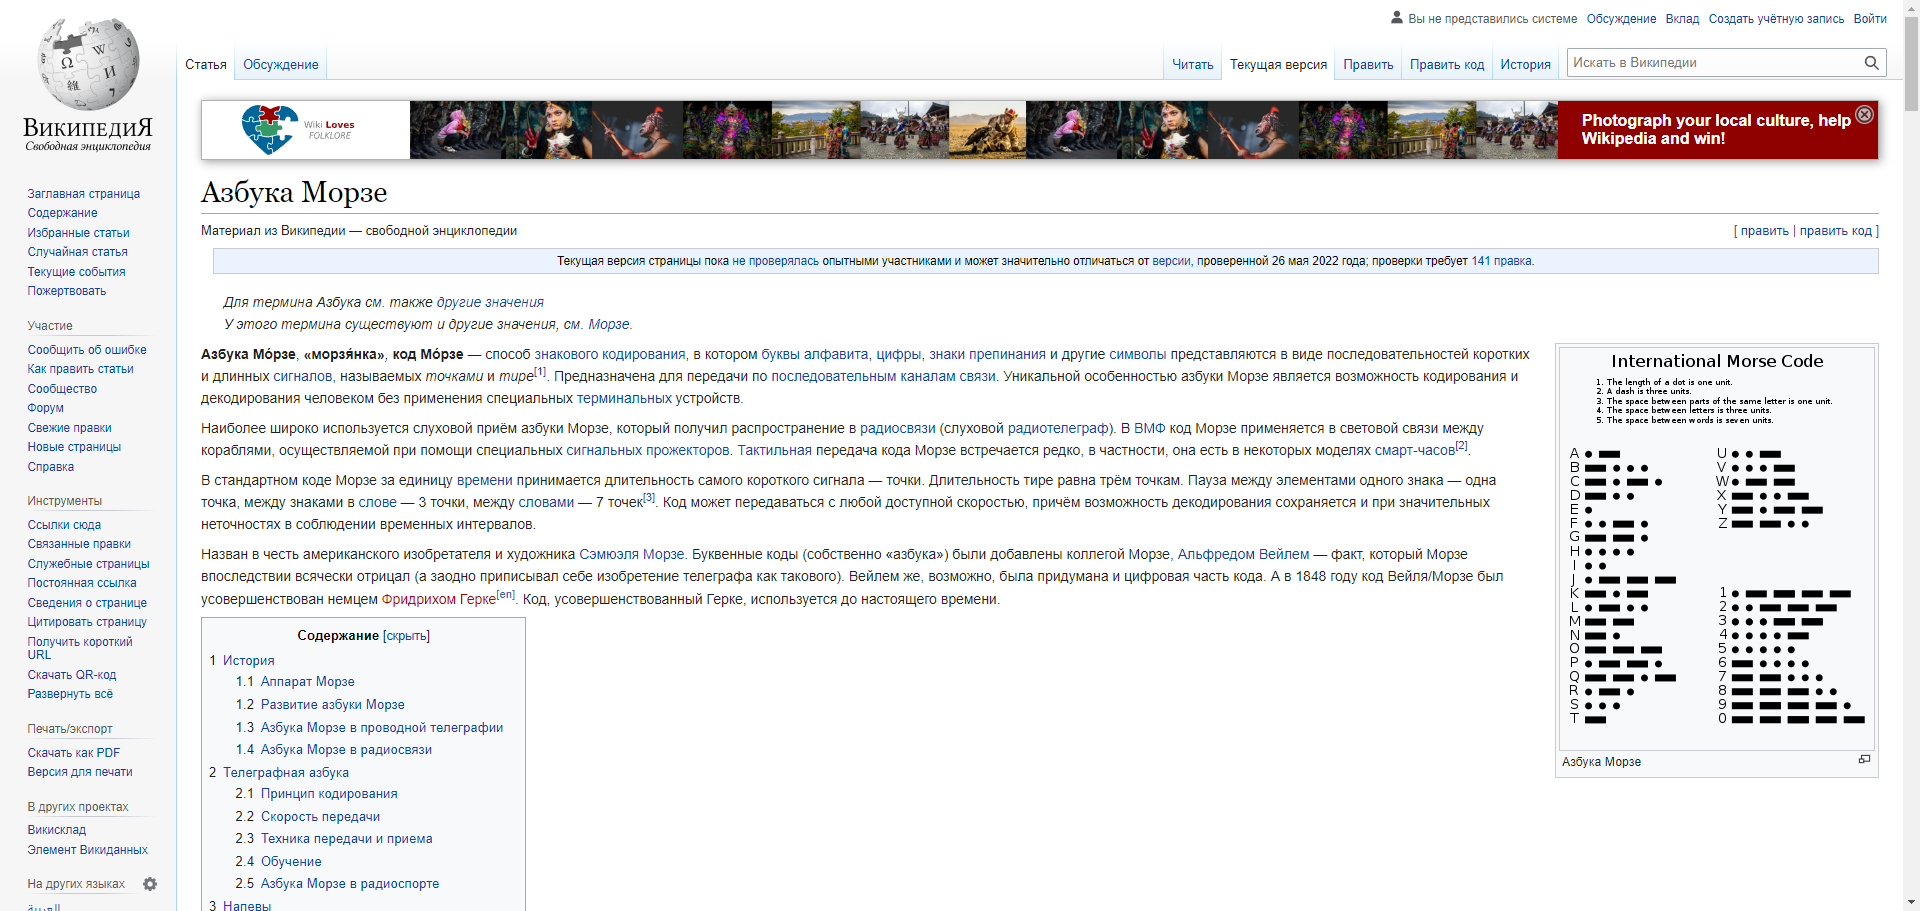 Вы не представились системе Обсуждение Вклад Создать учётную запись Войти
Статья Обсуждение Читать Текущая версия Править Править код История Искать в Википедии
ВикипедиЯ
Свободная энциклопедия
Wiki Loves
FOLKLORE
Photograph your local culture, help
Wikipedia and win!
Заглавная страница
Содержание
Избранные статьи
Случайная статья
Текущие события
Пожертвовать
Участие
Сообщить об ошибке
Как править статьи
Сообщество
Форум
Свежие правки
Новые страницы
Справка
Инструменты
Ссылки сюда
Связанные правки
Служебные страницы
Постоянная ссылка
Сведения о странице
Цитировать страницу
Получить короткий
URL
Скачать QR-код
Развернуть всё
Печать/экспорт
Скачать как PDF
Версия для печати
В других проектах
Викисклад
Элемент Викиданных
На других языках
العربية
Азбука Морзе
Материал из Википедии — свободной энциклопедии [ править | править код ]
Текущая версия страницы пока не проверялась опытными участниками и может значительно отличаться от версии, проверенной 26 мая 2022 года; проверки требует 141 правка.
Для термина Азбука см. также другие значения
У этого термина существуют и другие значения, см. Морзе.
Азбука Мо́рзе, «морзя́нка», код Мо́рзе — способ знакового кодирования, в котором буквы алфавита, цифры, знаки препинания и другие символы представляются в виде последовательностей коротких
и длинных сигналов, называемых точками и тире[1]. Предназначена для передачи по последовательным каналам связи. Уникальной особенностью азбуки Морзе является возможность кодирования и
декодирования человеком без применения специальных терминальных устройств.
Наиболее широко используется слуховой приём азбуки Морзе, который получил распространение в радиосвязи (слуховой радиотелеграф). В ВМФ код Морзе применяется в световой связи между
кораблями, осуществляемой при помощи специальных сигнальных прожекторов. Тактильная передача кода Морзе встречается редко, в частности, она есть в некоторых моделях смарт-часов[2].
В стандартном коде Морзе за единицу времени принимается длительность самого короткого сигнала — точки. Длительность тире равна трём точкам. Пауза между элементами одного знака — одна
точка, между знаками в слове — 3 точки, между словами — 7 точек[3]. Код может передаваться с любой доступной скоростью, причём возможность декодирования сохраняется и при значительных
неточностях в соблюдении временных интервалов.
Назван в честь американского изобретателя и художника Сэмюэля Морзе. Буквенные коды (собственно «азбука») были добавлены коллегой Морзе, Альфредом Вейлем — факт, который Морзе
впоследствии всячески отрицал (а заодно приписывал себе изобретение телеграфа как такового). Вейлем же, возможно, была придумана и цифровая часть кода. А в 1848 году код Вейля/Морзе был
усовершенствован немцем Фридрихом Герке[en]. Код, усовершенствованный Герке, используется до настоящего времени.
Содержание [скрыть]
1 История
1.1 Аппарат Морзе
1.2 Развитие азбуки Морзе
1.3 Азбука Морзе в проводной телеграфии
1.4 Азбука Морзе в радиосвязи
2 Телеграфная азбука
2.1 Принцип кодирования
2.2 Скорость передачи
2.3 Техника передачи и приема
2.4 Обучение
2.5 Азбука Морзе в радиоспорте
3 Напевы
International Morse Code
1. The length of a dot is one unit.
2. A dash is three units.
3. The space between parts of the same letter is one unit.
4. The space between letters is three units.
5. The space between words is seven units.
A
B
C
D
E
F
G
H
I
J
K
L
M
N
O
P
Q
R
S
T
U
V
W
X
Y
Z
1
2
3
4
5
6
7
8
9
0
Азбука Морзе